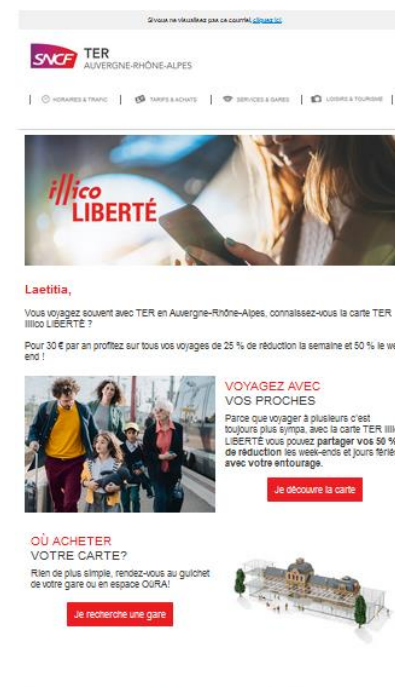 Si vous ne visualisez pas ce courriel, cliquez ici.
SNCF
TER
AUVERGNE-RHÔNE-ALPES
HORAIRES & TRAFIC | TARIFS & ACHATS | SERVICES & GARES | LOISIRS & TOURISME |
illico
LIBERTÉ
Laetitia,
Vous voyagez souvent avec TER en Auvergne-Rhône-Alpes, connaissez-vous la carte TER
illico LIBERTÉ ?
Pour 30 € par an profitez sur tous vos voyages de 25 % de réduction la semaine et 50 % le we
end !
VOYAGEZ AVEC
VOS PROCHES
Parce que voyager à plusieurs c'est
toujours plus sympa, avec la carte TER illic
LIBERTÉ vous pouvez partager vos 50 %
de réduction les week-ends et jours fériés
avec votre entourage.
Je découvre la carte
OÙ ACHETER
VOTRE CARTE?
Rien de plus simple, rendez-vous au guichet
de votre gare ou en espace OùRA!
Je recherche une gare